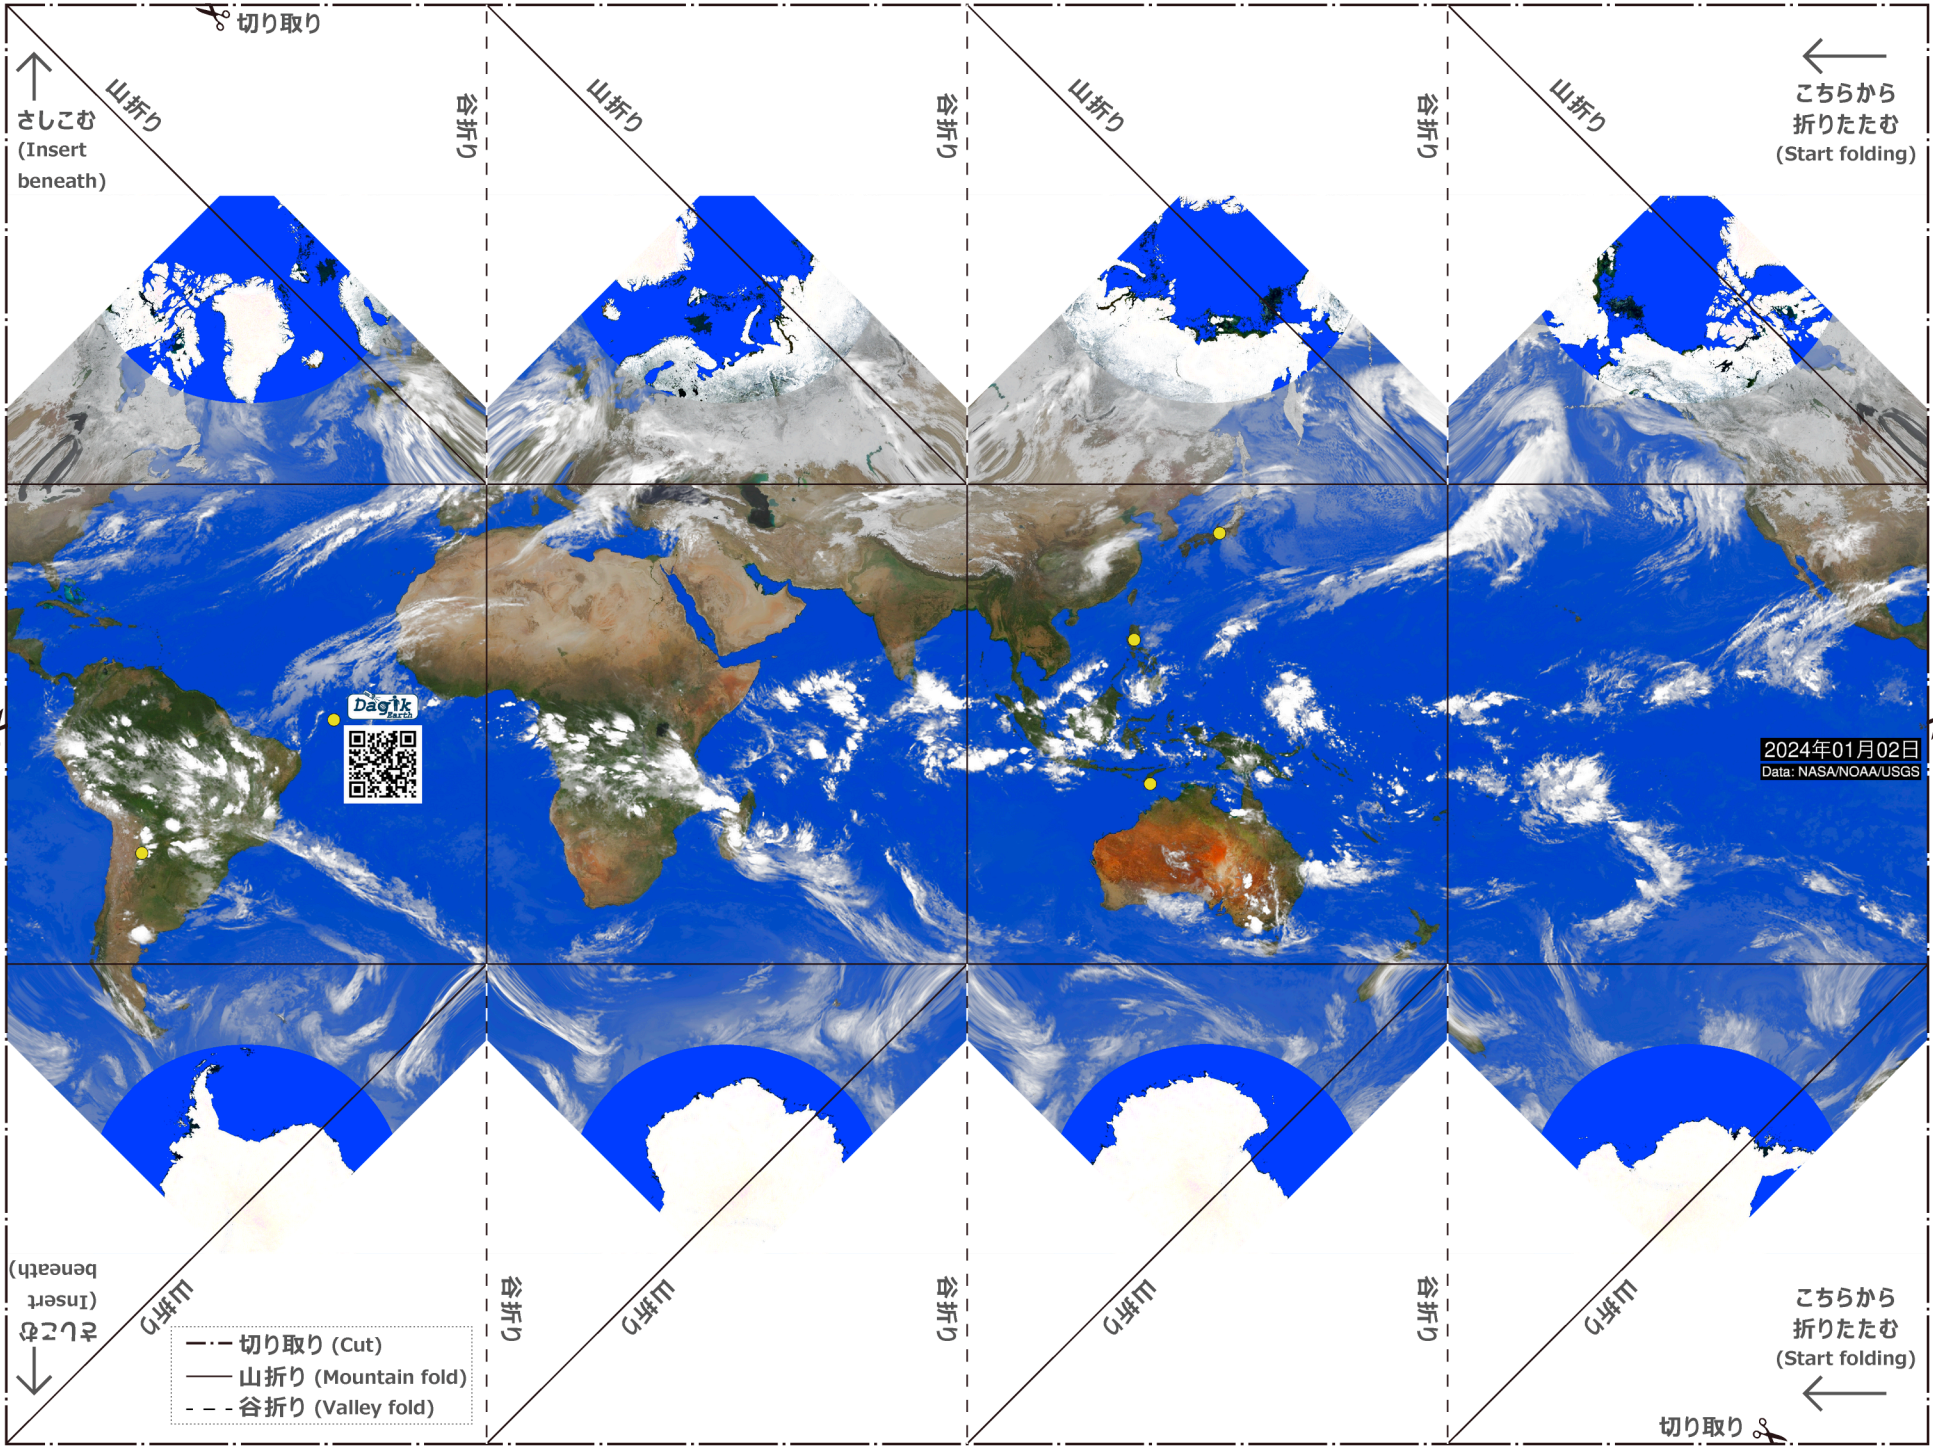 切り取り
さしこむ
(Insert
beneath)
山折り
谷折り
山折り
谷折り
山折り
谷折り
山折り
こちらから
折りたたむ
(Start folding)
Dagik
Earth
2024年01月02日
Data: NASA/NOAA/USGS
さしこむ
(Insert
beneath)
山折り
谷折り
山折り
谷折り
山折り
谷折り
山折り
こちらから
折りたたむ
(Start folding)
切り取り (Cut)
山折り (Mountain fold)
谷折り (Valley fold)
切り取り